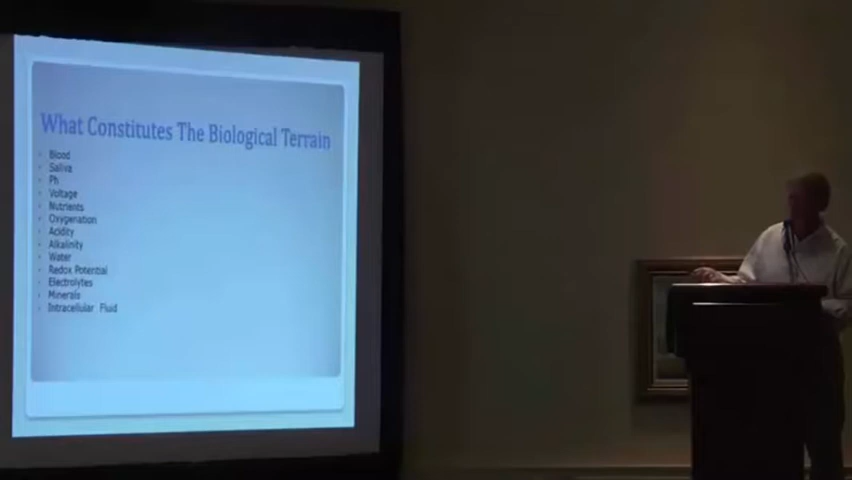 What Constitutes The Biological Terrain
Blood
Saliva
Ph
Voltage
Nutrients
Oxygenation
Acidity
Alkalinity
Water
Redox Potential
Electrolytes
Minerals
Intracellular Fluid